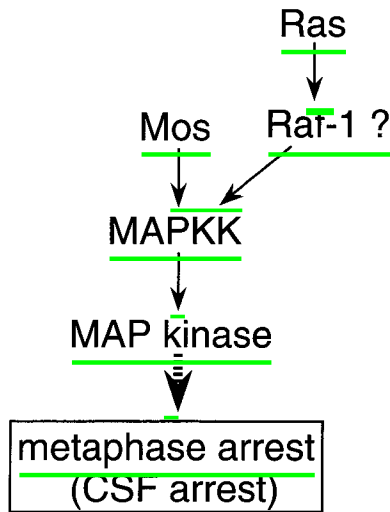 Ras
Mos
Raf-1 ?
MAPKK
MAP kinase
metaphase arrest
(CSF arrest)